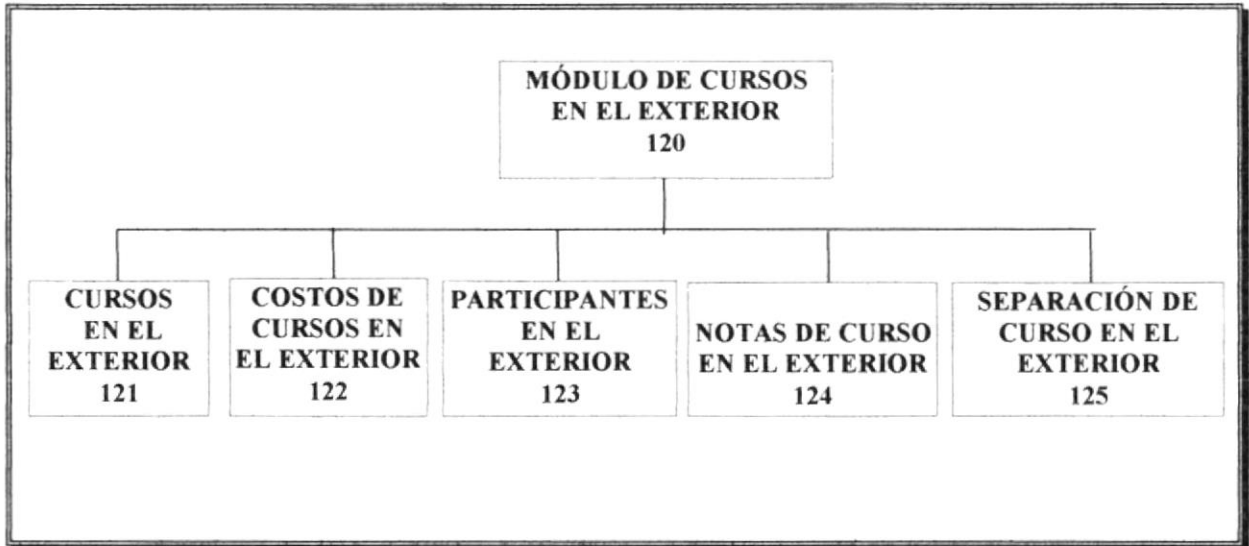 MÓDULO DE CURSOS
EN EL EXTERIOR
120
CURSOS
EN EL
EXTERIOR
121
COSTOS DE
CURSOS EN
EL EXTERIOR
122
PARTICIPANTES
EN EL
EXTERIOR
123
NOTAS DE CURSO
EN EL EXTERIOR
124
SEPARACIÓN DE
CURSO EN EL
EXTERIOR
125